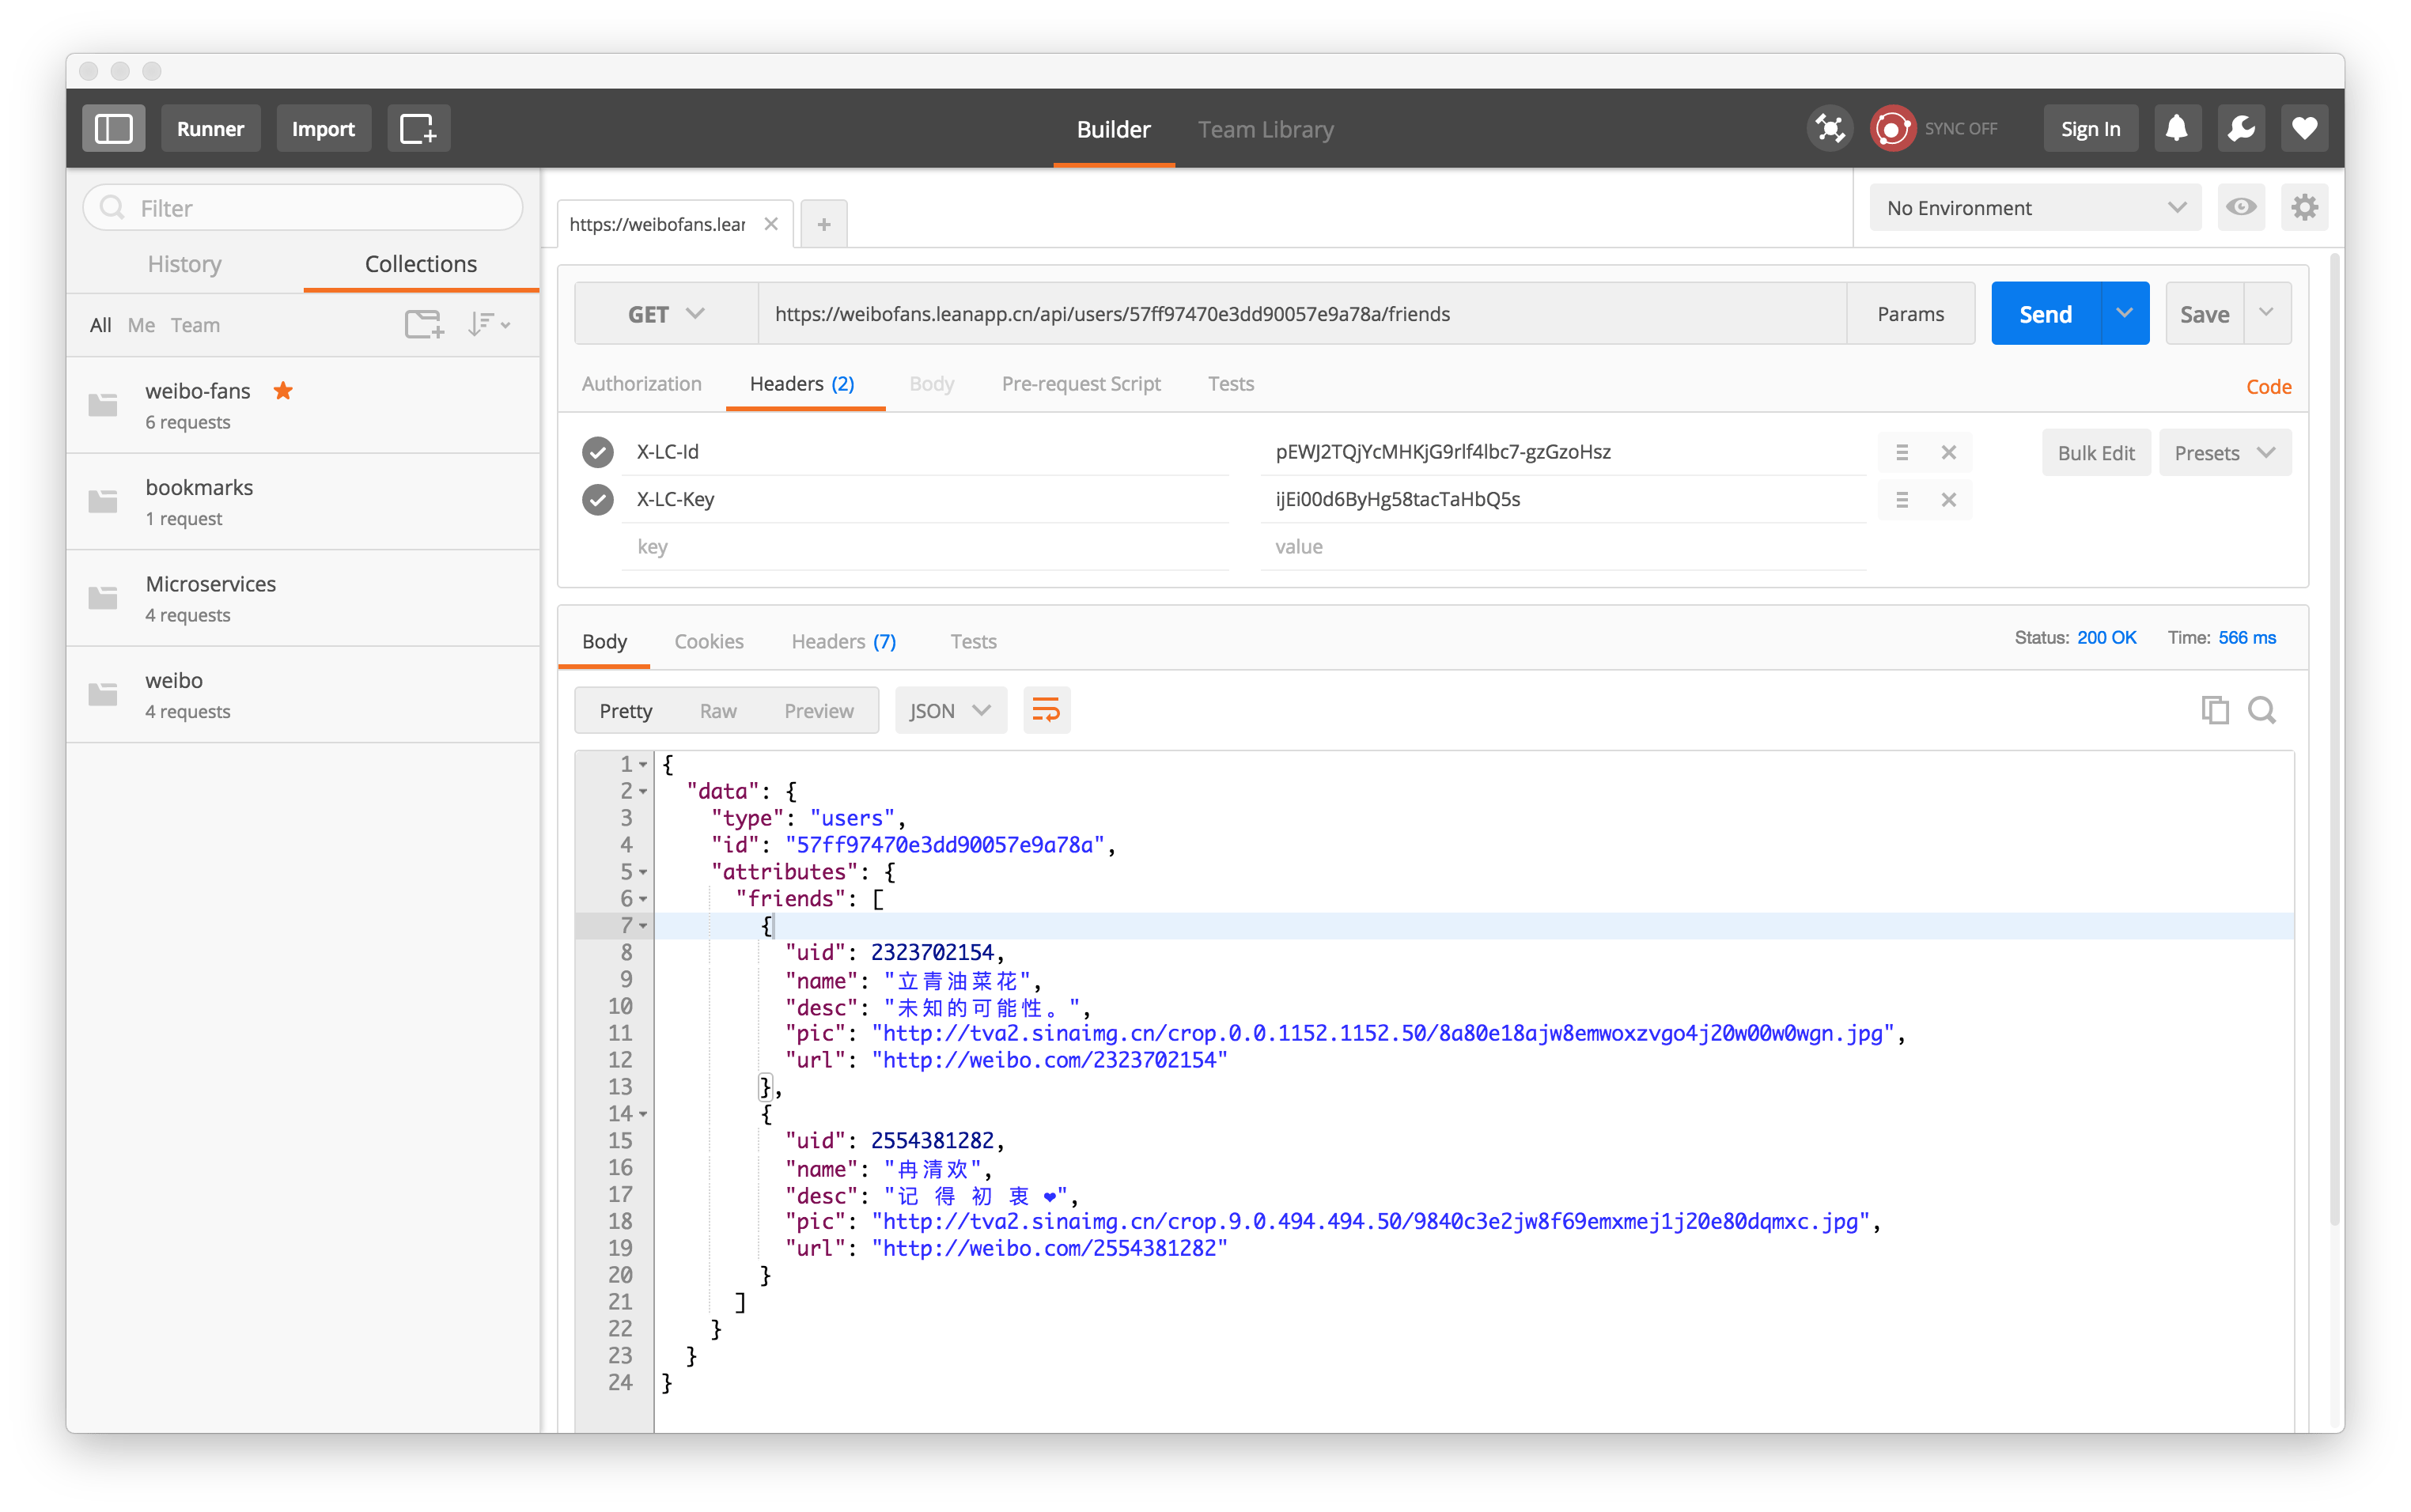 Runner
Import
Builder
Team Library
SYNC OFF
Sign In
Filter
History
Collections
All Me Team
weibo-fans
6 requests
bookmarks
1 request
Microservices
4 requests
weibo
4 requests
https://weibofans.lear
No Environment
GET
https://weibofans.leanapp.cn/api/users/57ff97470e3dd90057e9a78a/friends
Params
Send
Save
Authorization
Headers (2)
Body
Pre-request Script
Tests
Code
X-LC-Id
pEWJ2TQjYcMHKjG9rlf4lbc7-gzGzoHsz
Bulk Edit
Presets
X-LC-Key
ijEi00d6ByHg58tacTaHbQ5s
key
value
Body
Cookies
Headers (7)
Tests
Status: 200 OK
Time: 566 ms
Pretty
Raw
Preview
JSON
1 {
2 "data": {
3 "type": "users",
4 "id": "57ff97470e3dd90057e9a78a",
5 "attributes": {
6 "friends": [
7 {
8 "uid": 2323702154,
9 "name": "立青油菜花",
10 "desc": "未知的可能性。",
11 "pic": "http://tva2.sinaimg.cn/crop.0.0.1152.1152.50/8a80e18ajw8emwoxzvgo4j20w00w0wgn.jpg",
12 "url": "http://weibo.com/2323702154"
13 },
14 {
15 "uid": 2554381282,
16 "name": "冉清欢",
17 "desc": "记 得 初 衷 ❤",
18 "pic": "http://tva2.sinaimg.cn/crop.9.0.494.494.50/9840c3e2jw8f69emxmej1j20e80dqmxc.jpg",
19 "url": "http://weibo.com/2554381282"
20 }
21 ]
22 }
23 }
24 }